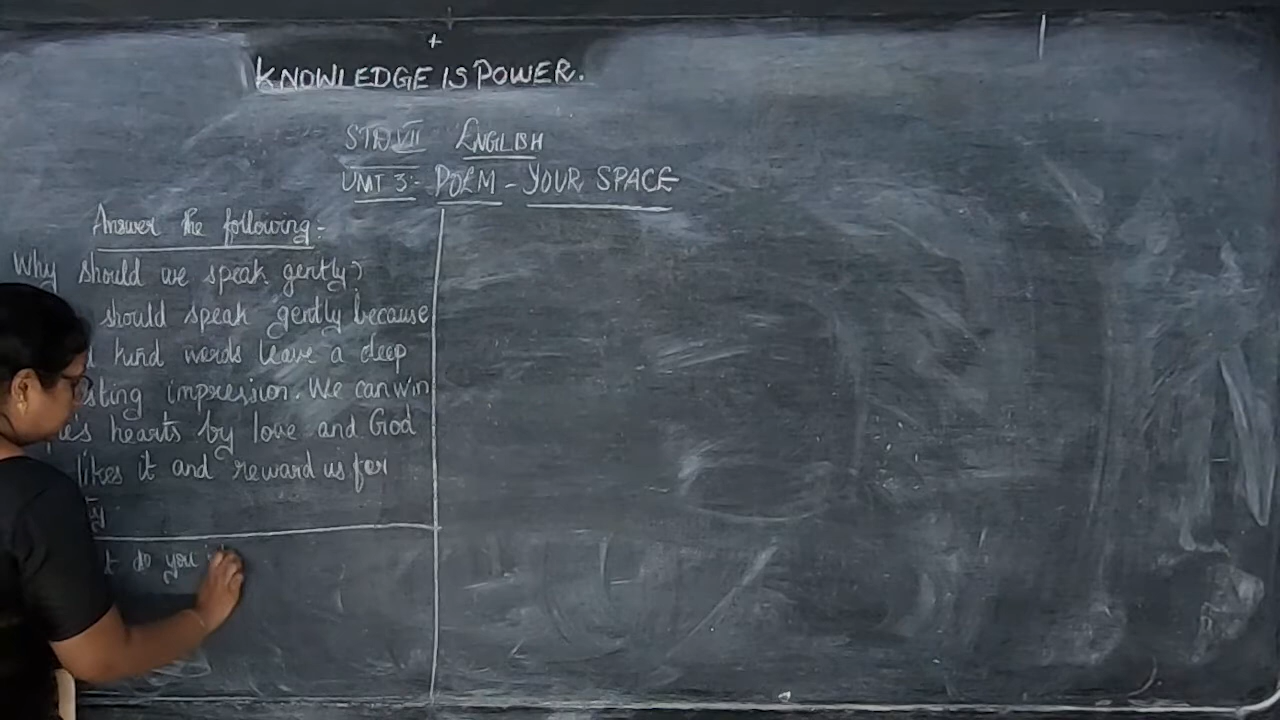 +
KNOWLEDGE IS POWER.
STD VII ENGLISH
UNIT 3:- POEM - YOUR SPACE
Answer the following:-
Why should we speak gently?
should speak gently because
kind words leave a deep
sting impression. We can win
hearts by love and God
likes it and reward us for
do you